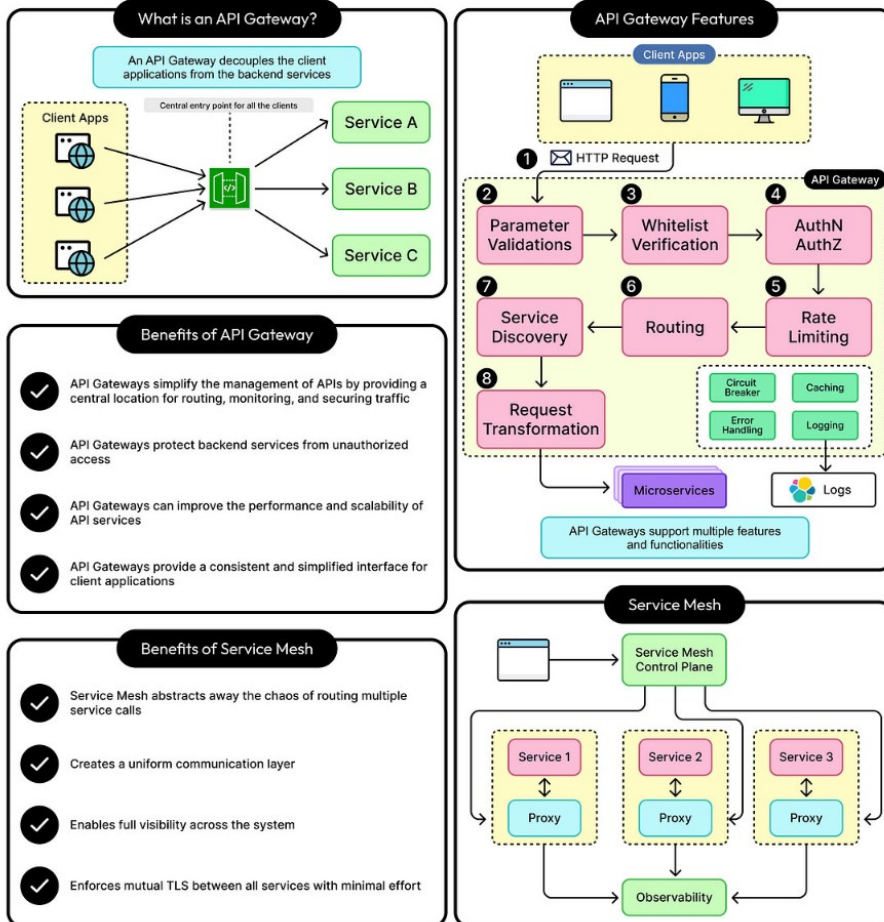 What is an API Gateway?
An API Gateway decouples the client
applications from the backend services
Central entry point for all the clients
Client Apps
Service A
Service B
Service C
Benefits of API Gateway
API Gateways simplify the management of APIs by providing a
central location for routing, monitoring, and securing traffic
API Gateways protect backend services from unauthorized
access
API Gateways can improve the performance and scalability of
API services
API Gateways provide a consistent and simplified interface for
client applications
Benefits of Service Mesh
Service Mesh abstracts away the chaos of routing multiple
service calls
Creates a uniform communication layer
Enables full visibility across the system
Enforces mutual TLS between all services with minimal effort
API Gateway Features
Client Apps
1 HTTP Request
API Gateway
2
Parameter
Validations
3
Whitelist
Verification
4
AuthN
AuthZ
5
Rate
Limiting
6
Routing
7
Service
Discovery
8
Request
Transformation
Circuit
Breaker
Caching
Error
Handling
Logging
Microservices
Logs
API Gateways support multiple features
and functionalities
Service Mesh
Service Mesh
Control Plane
Service 1
Proxy
Service 2
Proxy
Service 3
Proxy
Observability